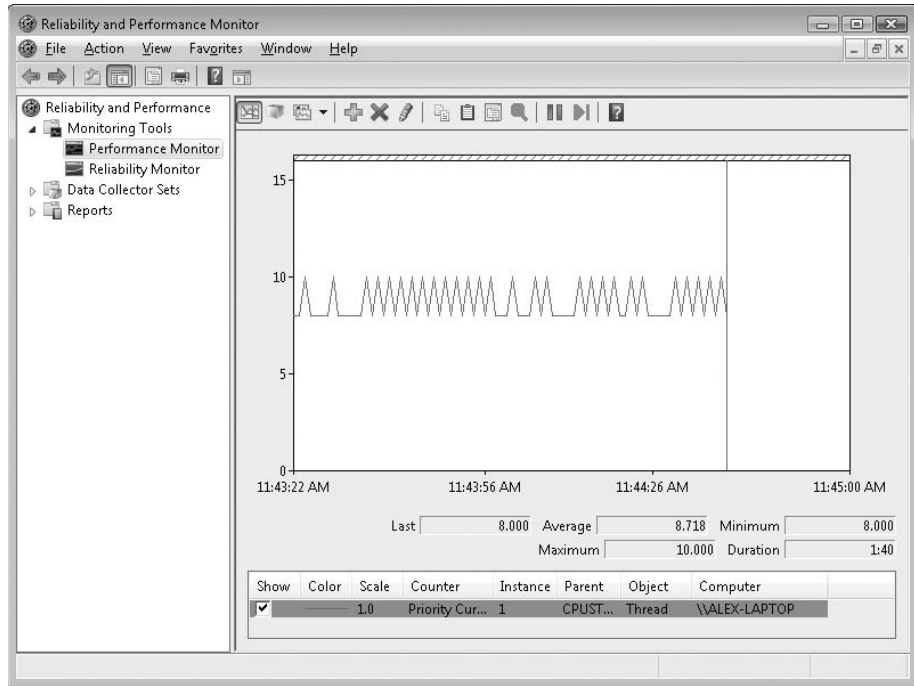 Reliability and Performance Monitor
File Action View Favorites Window Help
Reliability and Performance
Monitoring Tools
Performance Monitor
Reliability Monitor
Data Collector Sets
Reports
15
10
5
0
11:43:22 AM 11:43:56 AM 11:44:26 AM 11:45:00 AM
Last 8.000 Average 8.718 Minimum 8.000
Maximum 10.000 Duration 1:40
Show Color Scale Counter Instance Parent Object Computer
1.0 Priority Cur... 1 CPUST... Thread \\ALEX-LAPTOP